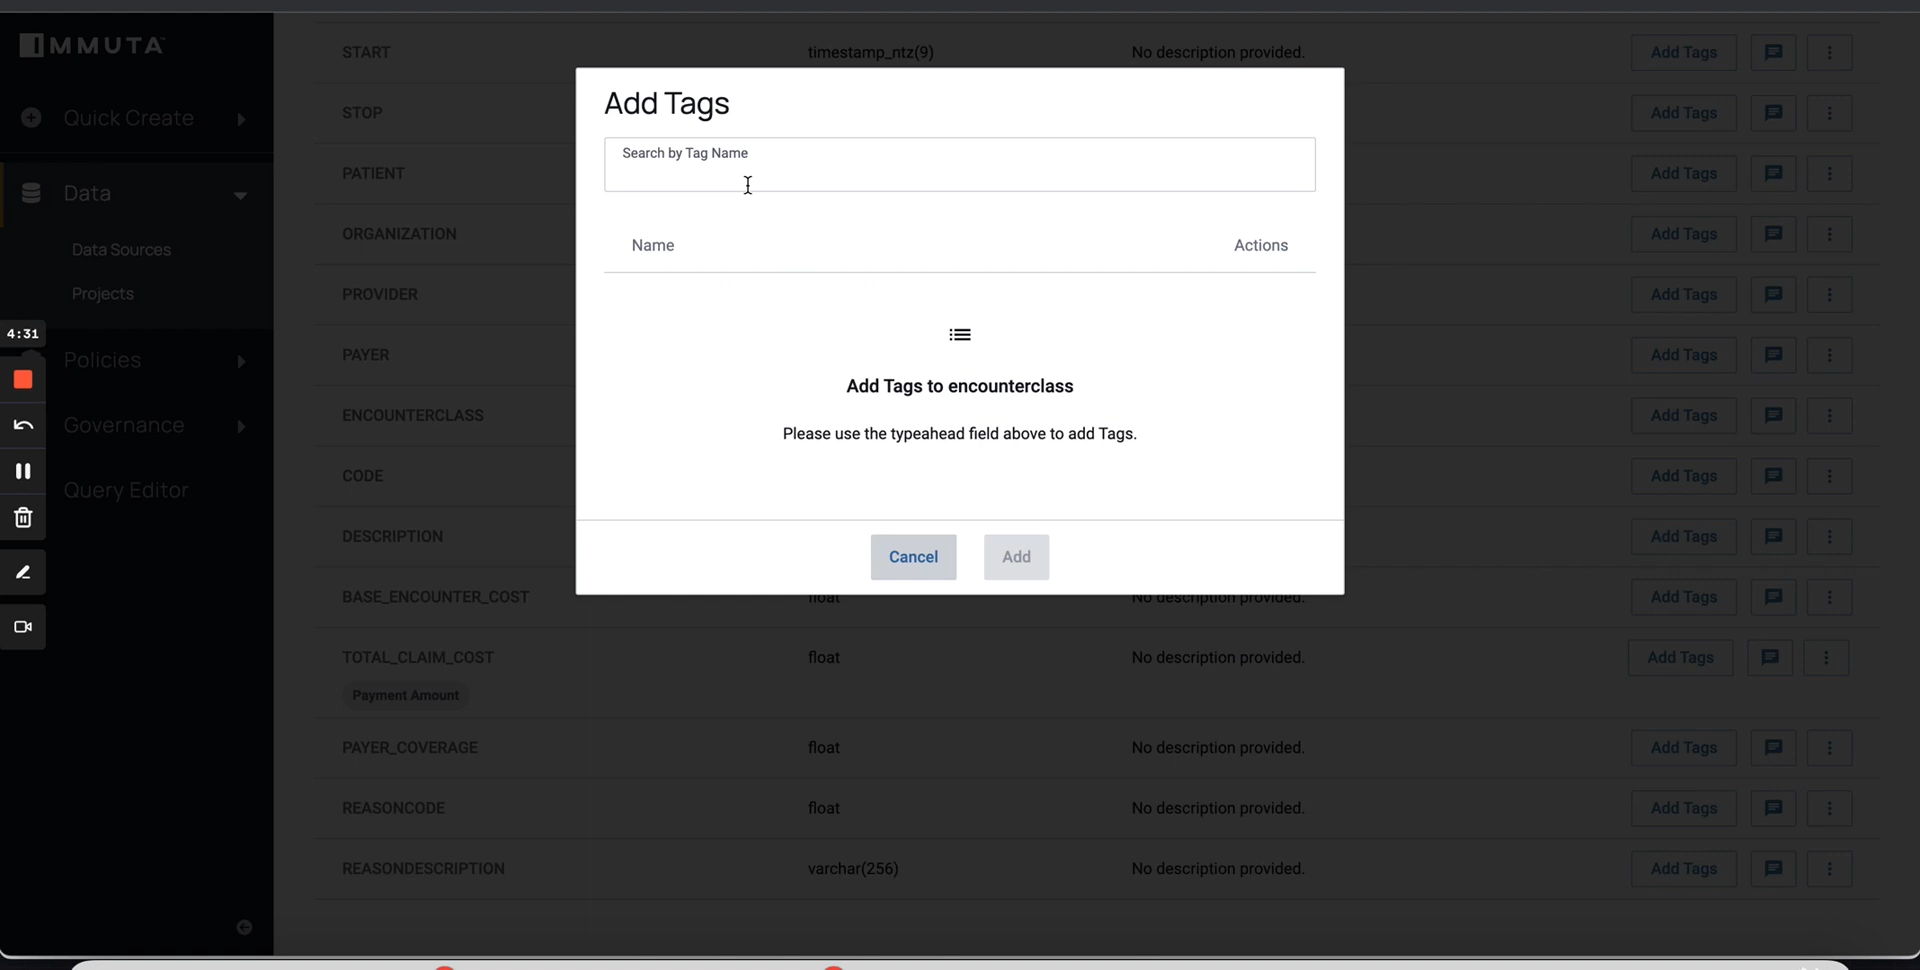 IMMUTA
Quick Create
Data
Data Sources
Projects
4:31
Policies
Governance
Query Editor
START timestamp_ntz(9) No description provided. Add Tags
STOP Add Tags
PATIENT Add Tags
ORGANIZATION Add Tags
PROVIDER Add Tags
PAYER Add Tags
ENCOUNTERCLASS Add Tags
CODE Add Tags
DESCRIPTION Add Tags
BASE_ENCOUNTER_COST float No description provided. Add Tags
TOTAL_CLAIM_COST float No description provided. Add Tags
Payment Amount
PAYER_COVERAGE float No description provided. Add Tags
REASONCODE float No description provided. Add Tags
REASONDESCRIPTION varchar(256) No description provided. Add Tags
Add Tags
Search by Tag Name
Name Actions
Add Tags to encounterclass
Please use the typeahead field above to add Tags.
Cancel Add